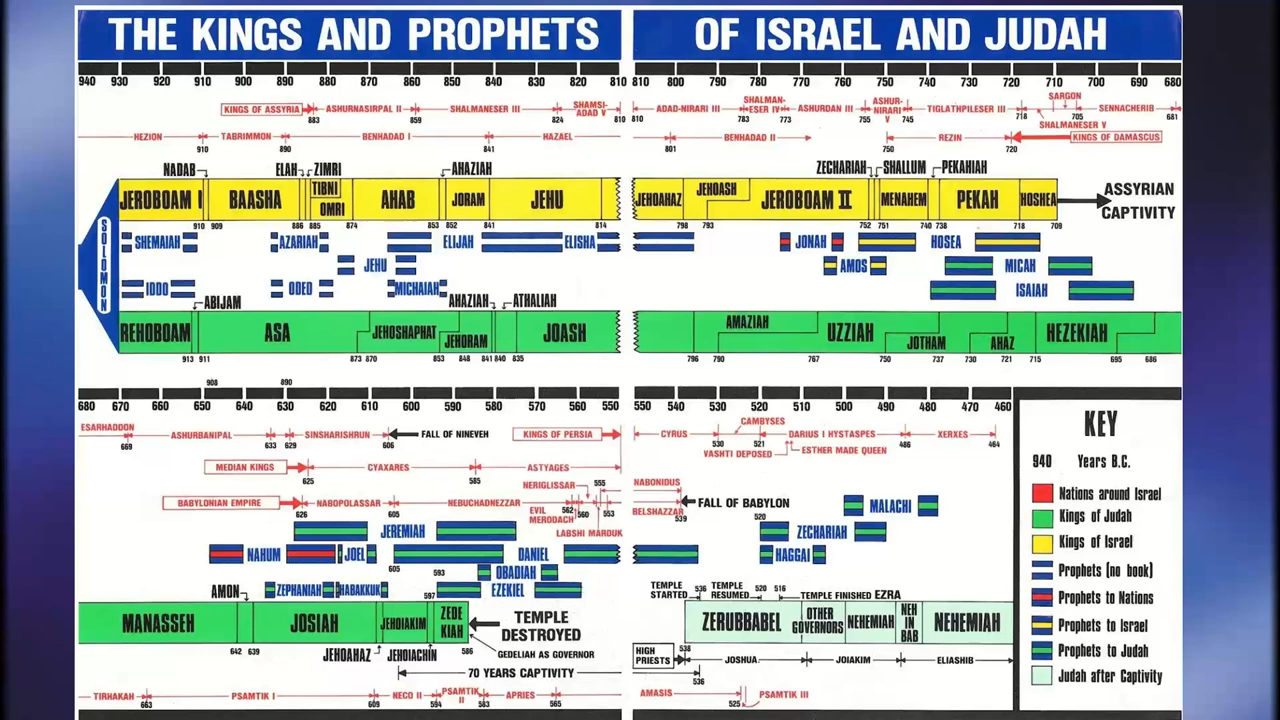 THE KINGS AND PROPHETS OF ISRAEL AND JUDAH
940 930 920 910 900 890 880 870 860 850 840 830 820 810
810 800 790 780 770 760 750 740 730 720 710 700 690 680
KINGS OF ASSYRIA ASHURNASIRPAL II SHALMANESER III SHAMSI-ADAD V
883 859 824 810
ADAD-NIRARI III SHALMAN-ESER IV ASHURDAN III ASHUR-NIRARI V TIGLATHPILESER III SARGON SENNACHERIB
810 783 773 755 745 718 705 681
SHALMANESER V
HEZION TABRIMMON BENHADAD I HAZAEL
910 890 841
BENHADAD II REZIN KINGS OF DAMASCUS
801 750 720
NADAB ELAH ZIMRI AHAZIAH
ZECHARIAH SHALLUM PEKAHIAH
JEROBOAM I BAASHA TIBNI OMRI AHAB JORAM JEHU
JEHOAHAZ JEHOASH JEROBOAM II MENAHEM PEKAH HOSHEA
ASSYRIAN
CAPTIVITY
910 909 886 885 874 853 852 841 814
798 793 752 751 740 738 718 709
SOLOMON
SHEMAIAH AZARIAH ELIJAH ELISHA
JONAH HOSEA
JEHU
AMOS MICAH
IDDO ODED MICHAIAH
ISAIAH
ABIJAM AHAZIAH ATHALIAH
REHOBOAM ASA JEHOSHAPHAT JEHORAM JOASH
AMAZIAH UZZIAH JOTHAM AHAZ HEZEKIAH
913 911 873 870 853 848 841 840 835
796 790 767 750 737 730 721 715 695 686
908 890
680 670 660 650 640 630 620 610 600 590 580 570 560 550
550 540 530 520 510 500 490 480 470 460
ESARHADDON ASHURBANIPAL SINSHARISHRUN FALL OF NINEVEH KINGS OF PERSIA
669 633 629 606
CAMBYSES
CYRUS DARIUS I HYSTASPES XERXES
530 521 486 464
VASHTI DEPOSED ESTHER MADE QUEEN
MEDIAN KINGS CYAXARES ASTYAGES
625 585
NERIGLISSAR 555
NABONIDUS
BABYLONIAN EMPIRE NABOPOLASSAR NEBUCHADNEZZAR
626 605 562 560 553
EVIL MERODACH
LABSHI MARDUK
BELSHAZZAR 539
FALL OF BABYLON
MALACHI
520
JEREMIAH
ZECHARIAH
NAHUM JOEL DANIEL
HAGGAI
605 593
OBADIAH
ZEPHANIAH HABAKKUK EZEKIEL
AMON 597
TEMPLE STARTED 536 TEMPLE RESUMED 520 516 TEMPLE FINISHED EZRA
MANASSEH JOSIAH JEHOIAKIM ZEDEKIAH
TEMPLE
DESTROYED
ZERUBBABEL OTHER GOVERNORS NEHEMIAH NEH IN BAB NEHEMIAH
642 639 586
GEDELIAH AS GOVERNOR
JEHOAHAZ JEHOIACHIN
70 YEARS CAPTIVITY
HIGH PRIESTS 538 JOSHUA JOIAKIM ELIASHIB
536
TIRHAKAH PSAMTIK I NECO II PSAMTIK II APRIES
663 609 594 583 565
AMASIS PSAMTIK III
525
KEY
940 Years B.C.
Nations around Israel
Kings of Judah
Kings of Israel
Prophets (no book)
Prophets to Nations
Prophets to Israel
Prophets to Judah
Judah after Captivity